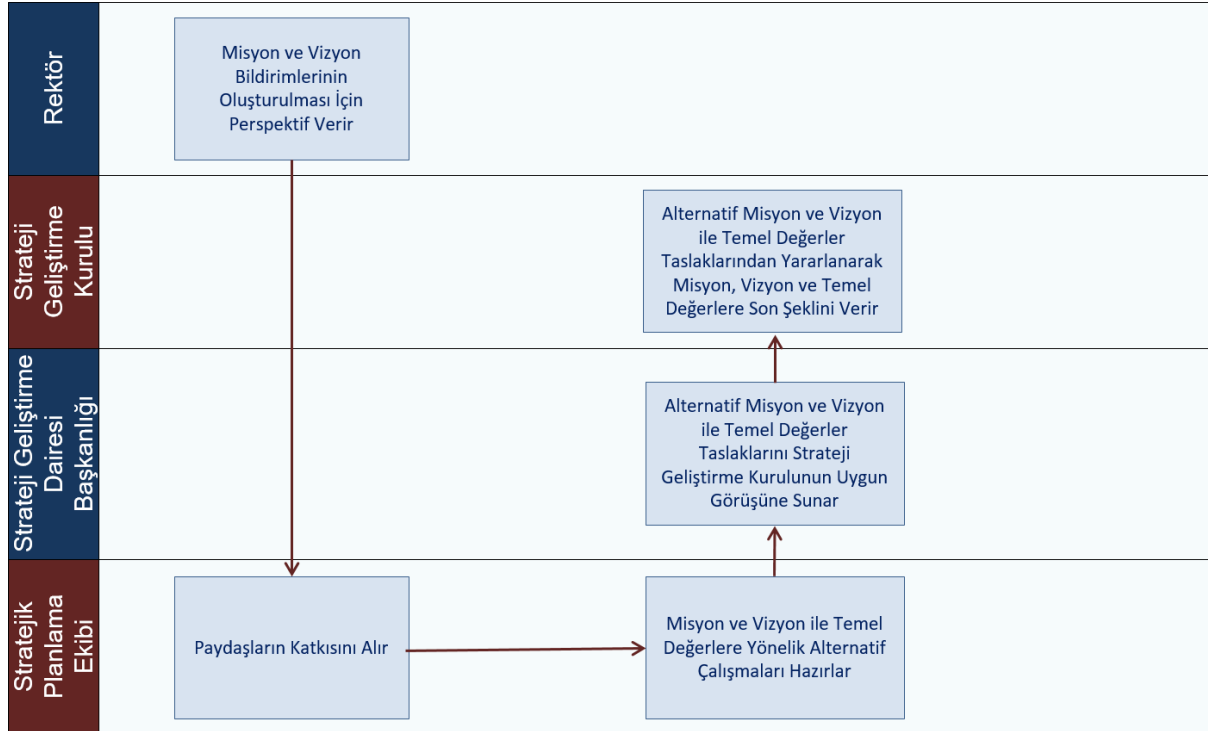 Rektör
Misyon ve Vizyon
Bildirimlerinin
Oluşturulması İçin
Perspektif Verir
Strateji
Geliştirme
Kurulu
Alternatif Misyon ve Vizyon
ile Temel Değerler
Taslaklarından Yararlanarak
Misyon, Vizyon ve Temel
Değerlere Son Şeklini Verir
Strateji Geliştirme
Dairesi
Başkanlığı
Alternatif Misyon ve Vizyon
ile Temel Değerler
Taslaklarını Strateji
Geliştirme Kurulunun Uygun
Görüşüne Sunar
Stratejik
Planlama
Ekibi
Paydaşların Katkısını Alır
Misyon ve Vizyon ile Temel
Değerlere Yönelik Alternatif
Çalışmaları Hazırlar